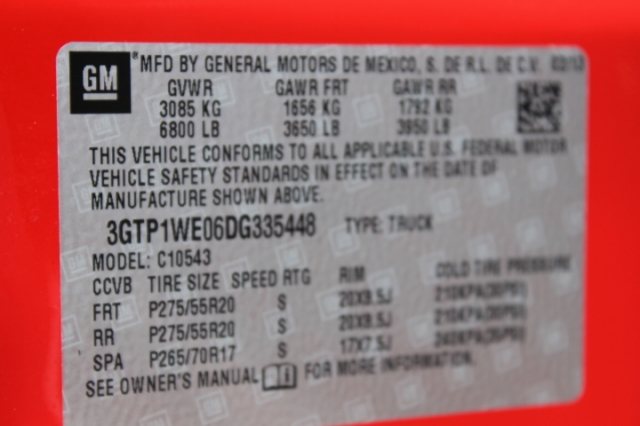 GM
MFD BY GENERAL MOTORS DE MEXICO, S. DE R.L. DE C.V. 02/13
GVWR GAWR FRT GAWR RR
3085 KG 1656 KG 1792 KG
6800 LB 3650 LB 3950 LB
THIS VEHICLE CONFORMS TO ALL APPLICABLE U.S. FEDERAL MOTOR
VEHICLE SAFETY STANDARDS IN EFFECT ON THE DATE OF
MANUFACTURE SHOWN ABOVE.
3GTP1WE06DG335448 TYPE: TRUCK
MODEL: C10543
CCVB TIRE SIZE SPEED RTG RIM COLD TIRE PRESSURE
FRT P275/55R20 S 20X8.5J
RR P275/55R20 S 20X8.5J
SPA P265/70R17 S 17X7.5J
SEE OWNER'S MANUAL FOR MORE INFORMATION.